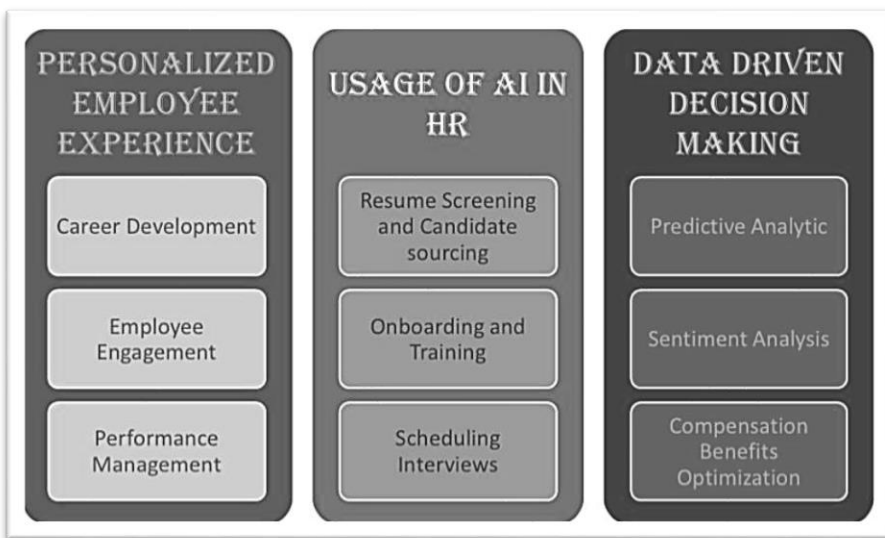 PERSONALIZED
EMPLOYEE
EXPERIENCE
Career Development
Employee
Engagement
Performance
Management
USAGE OF AI IN
HR
Resume Screening
and Candidate
sourcing
Onboarding and
Training
Scheduling
Interviews
DATA DRIVEN
DECISION
MAKING
Predictive Analytic
Sentiment Analysis
Compensation
Benefits
Optimization